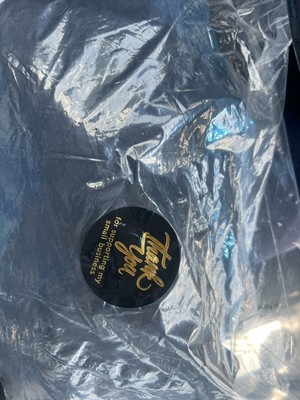 Thank
You
for supporting my
small business